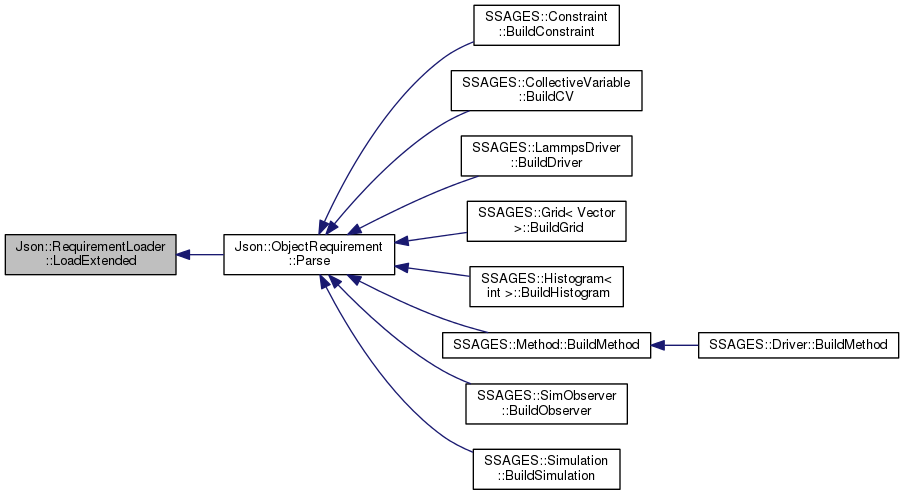 Json::RequirementLoader
::LoadExtended
Json::ObjectRequirement
::Parse
SSAGES::Constraint
::BuildConstraint
SSAGES::CollectiveVariable
::BuildCV
SSAGES::LammpsDriver
::BuildDriver
SSAGES::Grid< Vector
>::BuildGrid
SSAGES::Histogram<
int >::BuildHistogram
SSAGES::Method::BuildMethod
SSAGES::Driver::BuildMethod
SSAGES::SimObserver
::BuildObserver
SSAGES::Simulation
::BuildSimulation